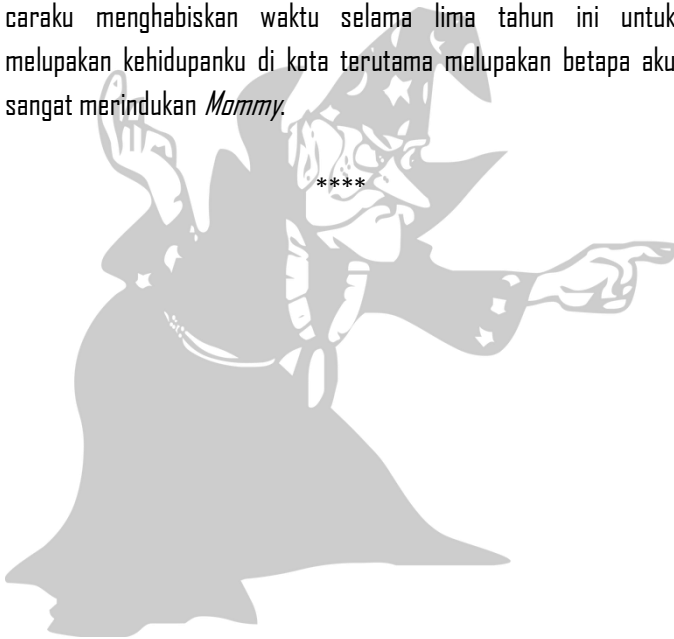 caraku menghabiskan waktu selama lima tahun ini untuk
melupakan kehidupanku di kota terutama melupakan betapa aku
sangat merindukan Mommy.
****